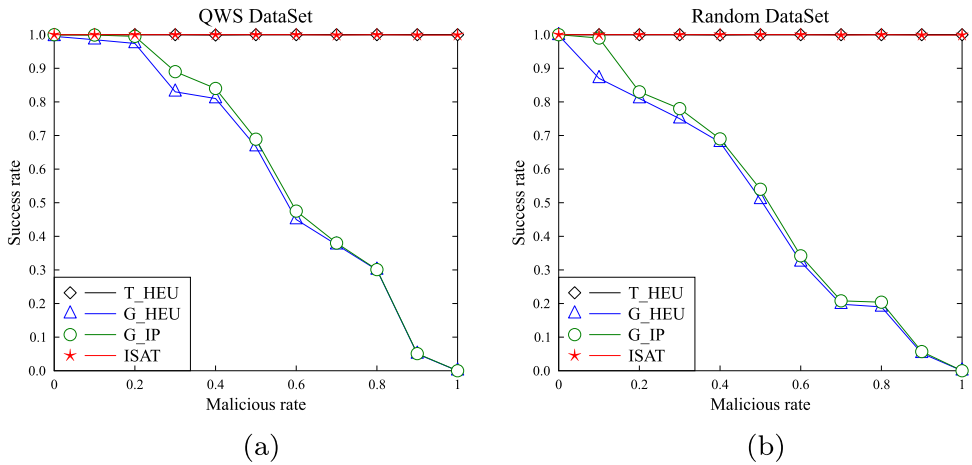 QWS DataSet
1.0
0.9
0.8
0.7
0.6
0.5
0.4
0.3
0.2
0.1
0.0
Success rate
0 0.2 0.4 0.6 0.8 1
Malicious rate
T_HEU
G_HEU
G_IP
ISAT
(a)
Random DataSet
1.0
0.9
0.8
0.7
0.6
0.5
0.4
0.3
0.2
0.1
0.0
Success rate
0 0.2 0.4 0.6 0.8 1
Malicious rate
T_HEU
G_HEU
G_IP
ISAT
(b)